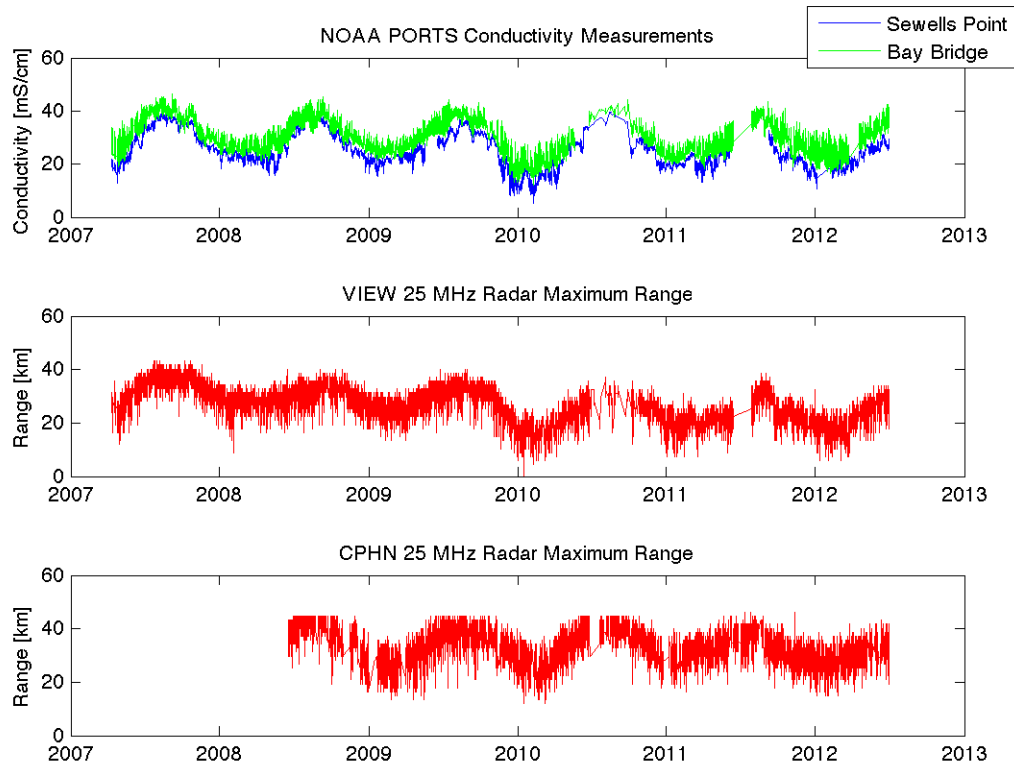 NOAA PORTS Conductivity Measurements
Sewells Point
Bay Bridge
Conductivity [mS/cm]
60
40
20
0
2007 2008 2009 2010 2011 2012 2013
VIEW 25 MHz Radar Maximum Range
Range [km]
60
40
20
0
2007 2008 2009 2010 2011 2012 2013
CPHN 25 MHz Radar Maximum Range
Range [km]
60
40
20
0
2007 2008 2009 2010 2011 2012 2013